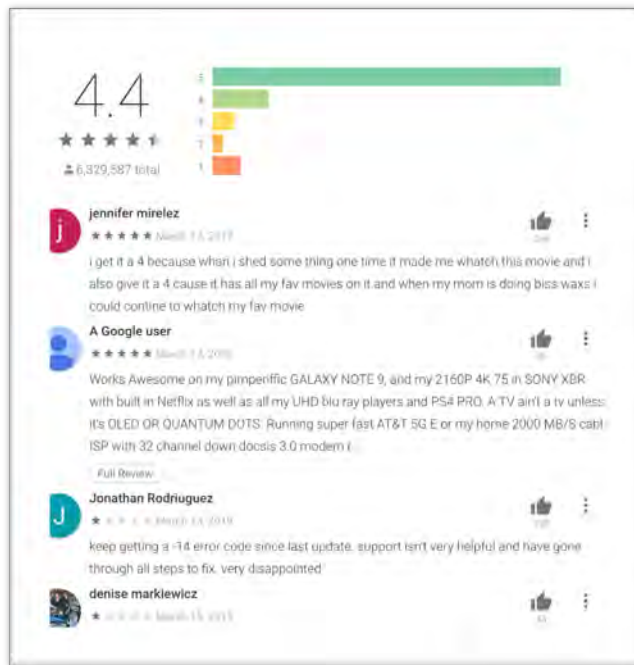 4.4
5
4
3
2
1
6,329,587 total
j
jennifer mirelez
March 13, 2019
i get it a 4 because when i shed some thing one time it made me whatch this movie and i
also give it a 4 cause it has all my fav movies on it and when my mom is doing biss waxs i
could contine to whatch my fav movie
A Google user
Works Awesome on my pimperiffic GALAXY NOTE 9, and my 2160P 4K 75 in SONY XBR
with built in Netflix as well as all my UHD blu ray players and PS4 PRO. A TV ain't a tv unless
it's OLED OR QUANTUM DOTS. Running super fast AT&T 5G E or my home 2000 MB/S cabl
ISP with 32 channel down docsis 3.0 modem (...
Full Review
J
Jonathan Rodriuguez
March 13, 2019
keep getting a -14 error code since last update. support isn't very helpful and have gone
through all steps to fix. very disappointed
denise markiewicz